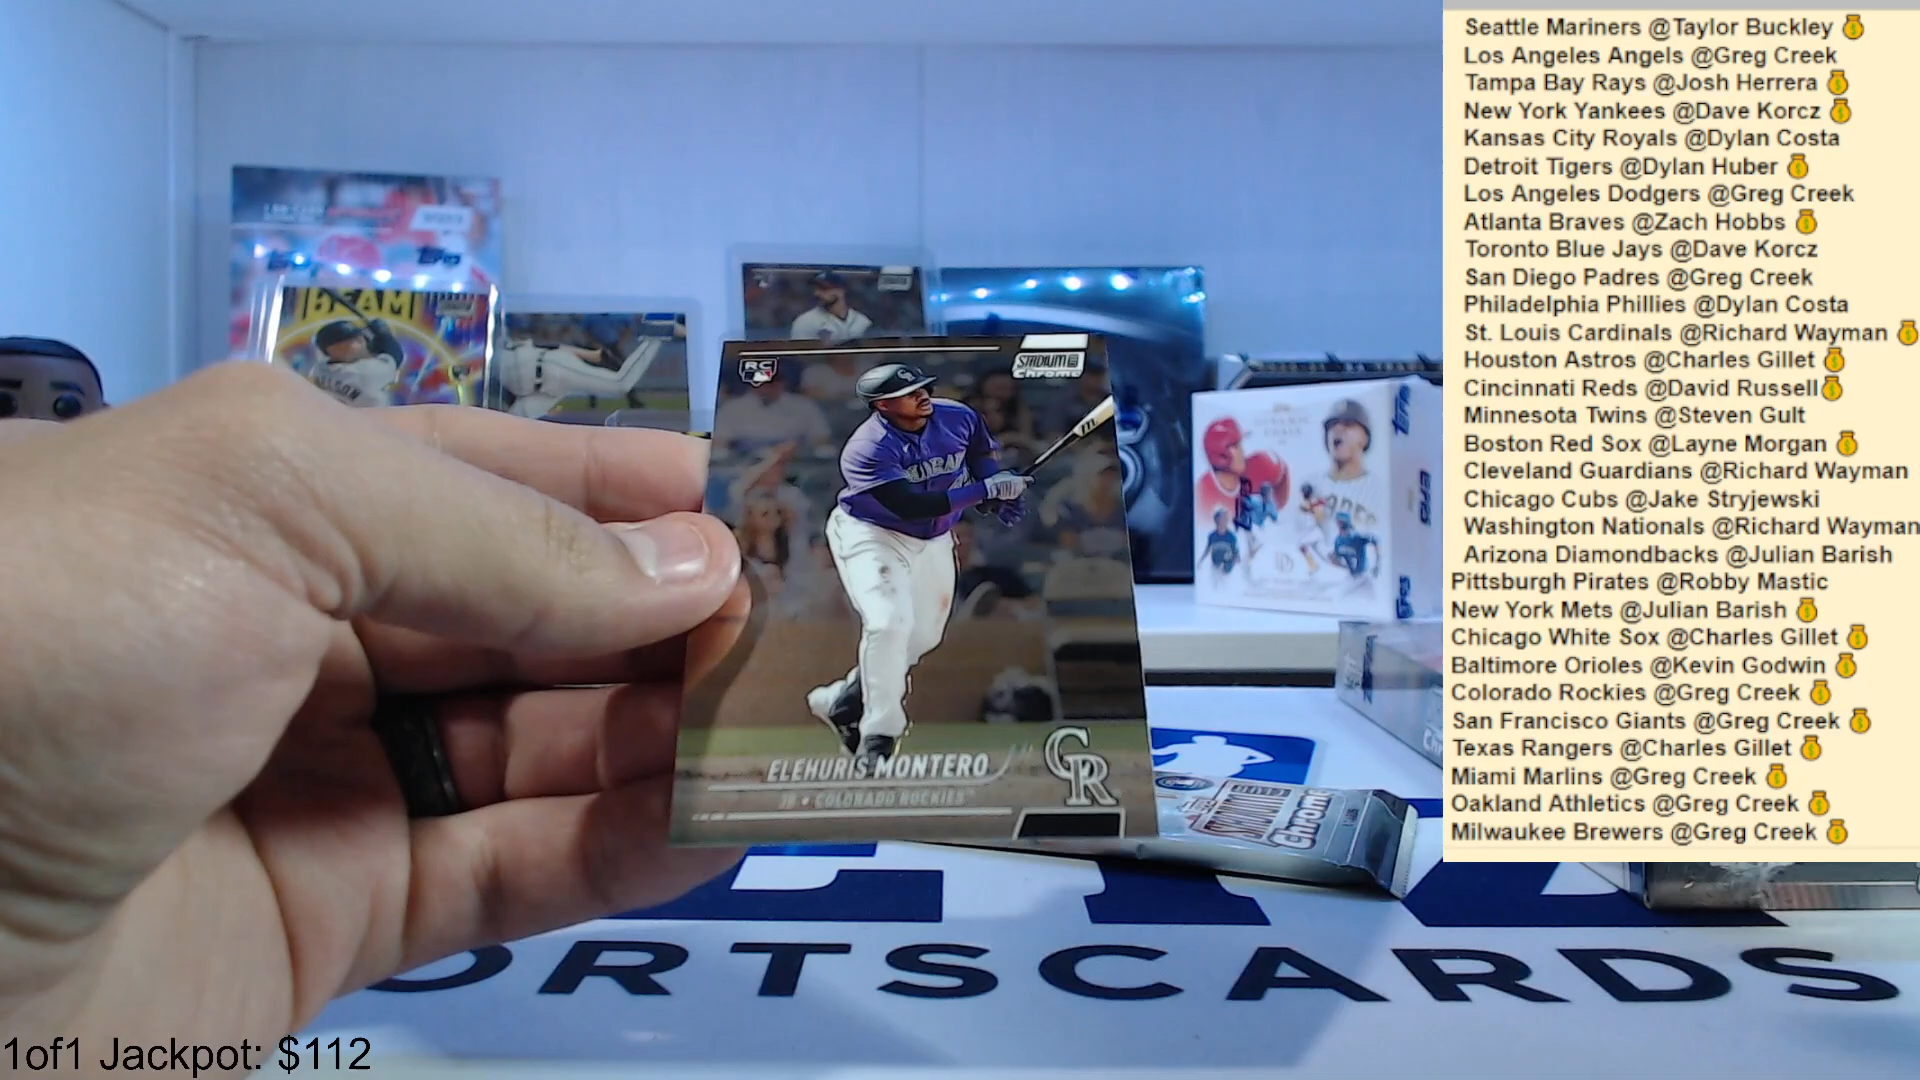 Seattle Mariners @Taylor Buckley
Los Angeles Angels @Greg Creek
Tampa Bay Rays @Josh Herrera
New York Yankees @Dave Korcz
Kansas City Royals @Dylan Costa
Detroit Tigers @Dylan Huber
Los Angeles Dodgers @Greg Creek
Atlanta Braves @Zach Hobbs
Toronto Blue Jays @Dave Korcz
San Diego Padres @Greg Creek
Philadelphia Phillies @Dylan Costa
St. Louis Cardinals @Richard Wayman
Houston Astros @Charles Gillet
Cincinnati Reds @David Russell
Minnesota Twins @Steven Gult
Boston Red Sox @Layne Morgan
Cleveland Guardians @Richard Wayman
Chicago Cubs @Jake Stryjewski
Washington Nationals @Richard Wayman
Arizona Diamondbacks @Julian Barish
Pittsburgh Pirates @Robby Mastic
New York Mets @Julian Barish
Chicago White Sox @Charles Gillet
Baltimore Orioles @Kevin Godwin
Colorado Rockies @Greg Creek
San Francisco Giants @Greg Creek
Texas Rangers @Charles Gillet
Miami Marlins @Greg Creek
Oakland Athletics @Greg Creek
Milwaukee Brewers @Greg Creek
Topps
BEAM
RC
STADIUM
Chrome
ELEHURIS MONTERO
3B • COLORADO ROCKIES
CR
STADIUM
Chrome
ORTSCARDS
1of1 Jackpot: $112